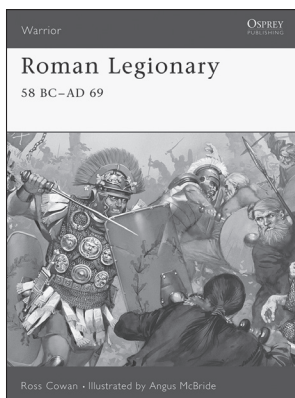 OSPREY
PUBLISHING
Warrior
Roman Legionary
58 BC–AD 69
Ross Cowan • Illustrated by Angus McBride